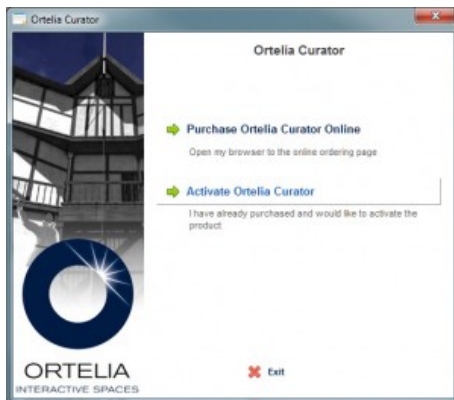 Ortelia Curator
Ortelia Curator
Purchase Ortelia Curator Online
Open my browser to the online ordering page
Activate Ortelia Curator
I have already purchased and would like to activate the
product
ORTELIA
INTERACTIVE SPACES
Exit